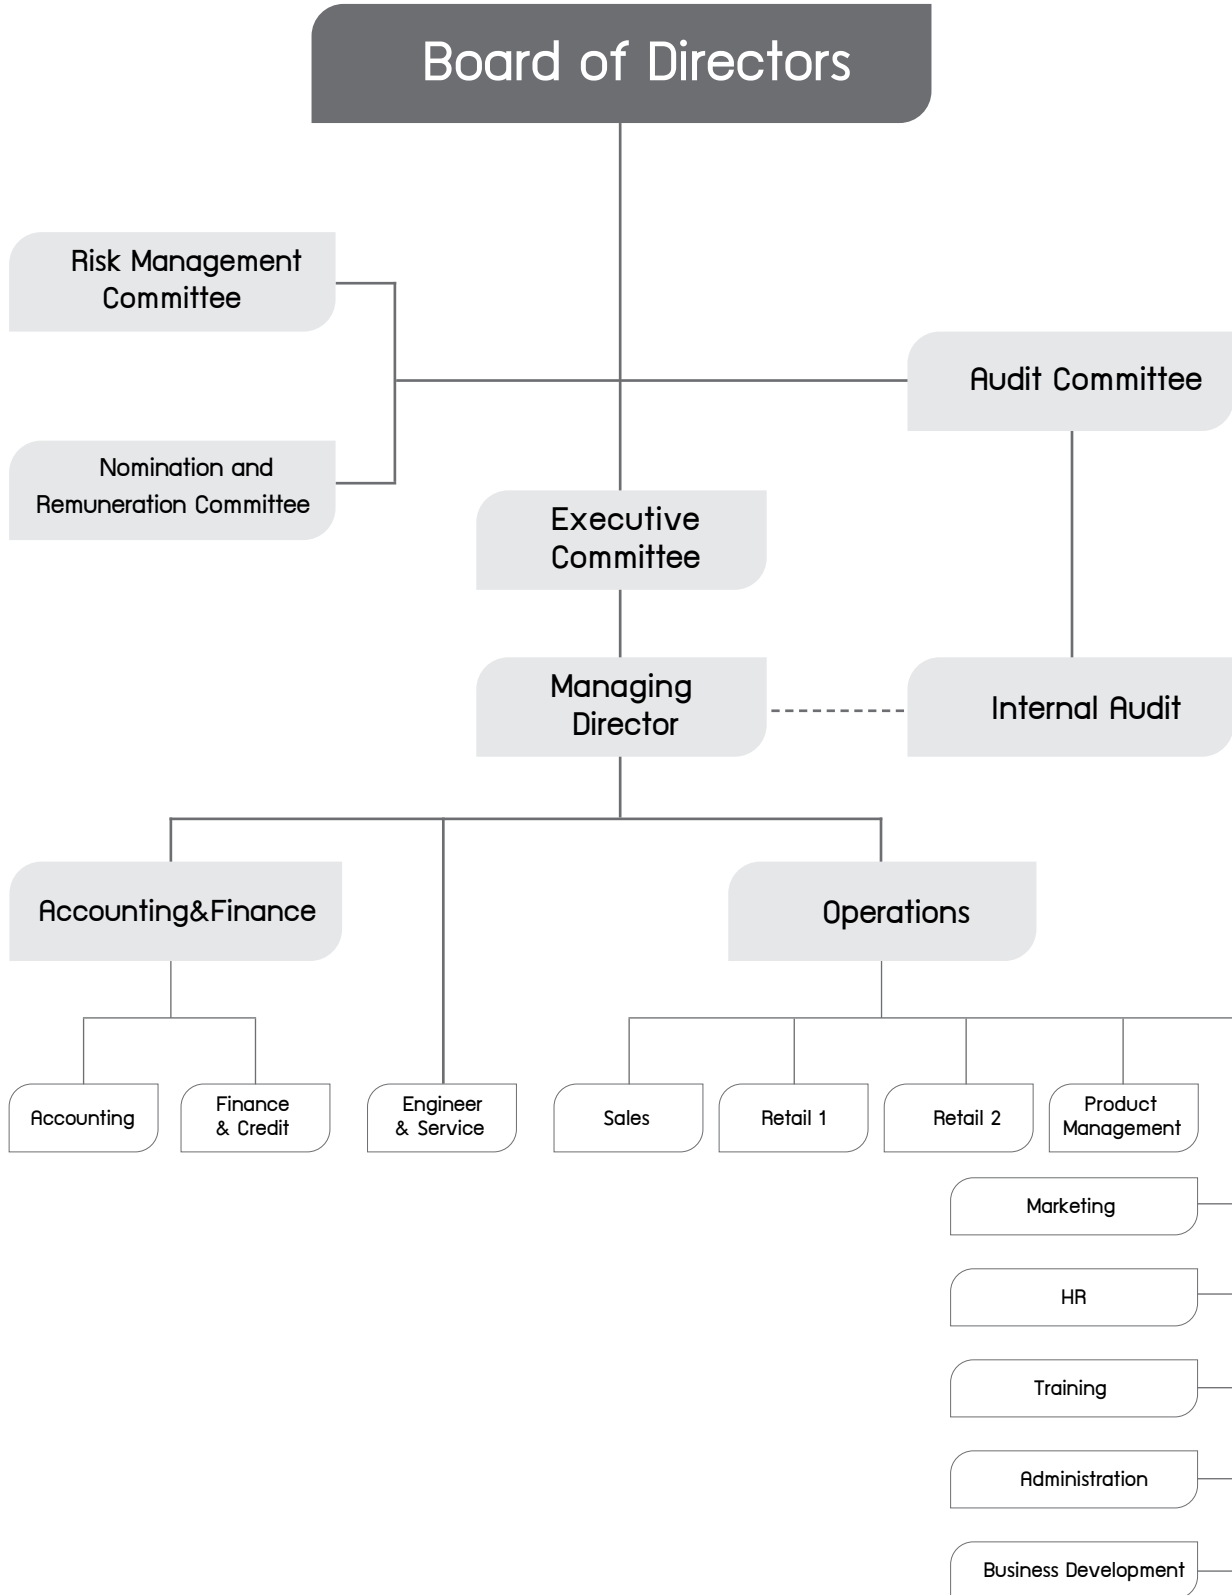 Board of Directors
Risk Management
Committee
Audit Committee
Nomination and
Remuneration Committee
Executive
Committee
Managing
Director
Internal Audit
Accounting&Finance
Operations
Accounting
Finance
& Credit
Engineer
& Service
Sales
Retail 1
Retail 2
Product
Management
Marketing
HR
Training
Administration
Business Development